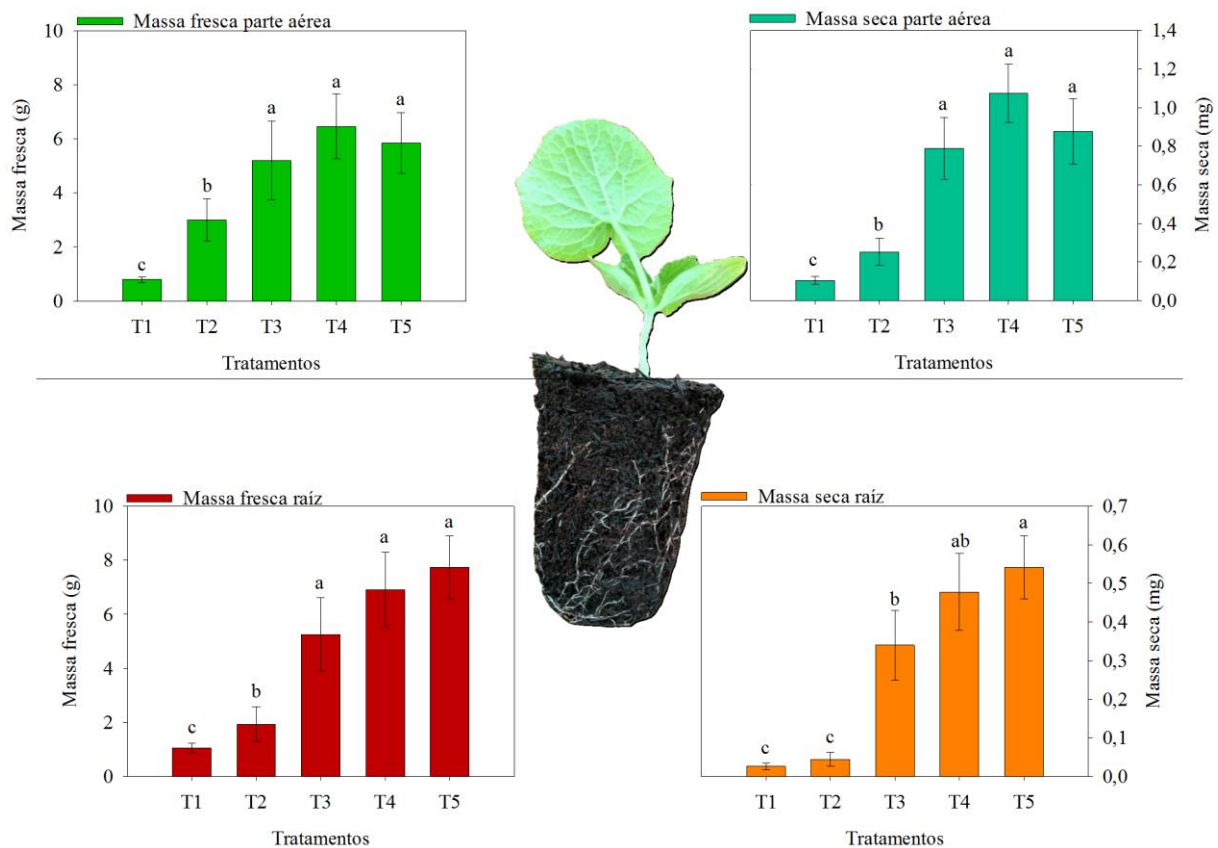 Massa fresca parte aérea
10
8
6
4
2
0
Massa fresca (g)
c
b
a
a
a
T1 T2 T3 T4 T5
Tratamentos
Massa seca parte aérea
1,4
1,2
1,0
0,8
0,6
0,4
0,2
0,0
Massa seca (mg)
c
b
a
a
a
T1 T2 T3 T4 T5
Tratamentos
Massa fresca raíz
10
8
6
4
2
0
Massa fresca (g)
c
b
a
a
a
T1 T2 T3 T4 T5
Tratamentos
Massa seca raíz
0,7
0,6
0,5
0,4
0,3
0,2
0,1
0,0
Massa seca (mg)
c
c
b
ab
a
T1 T2 T3 T4 T5
Tratamentos